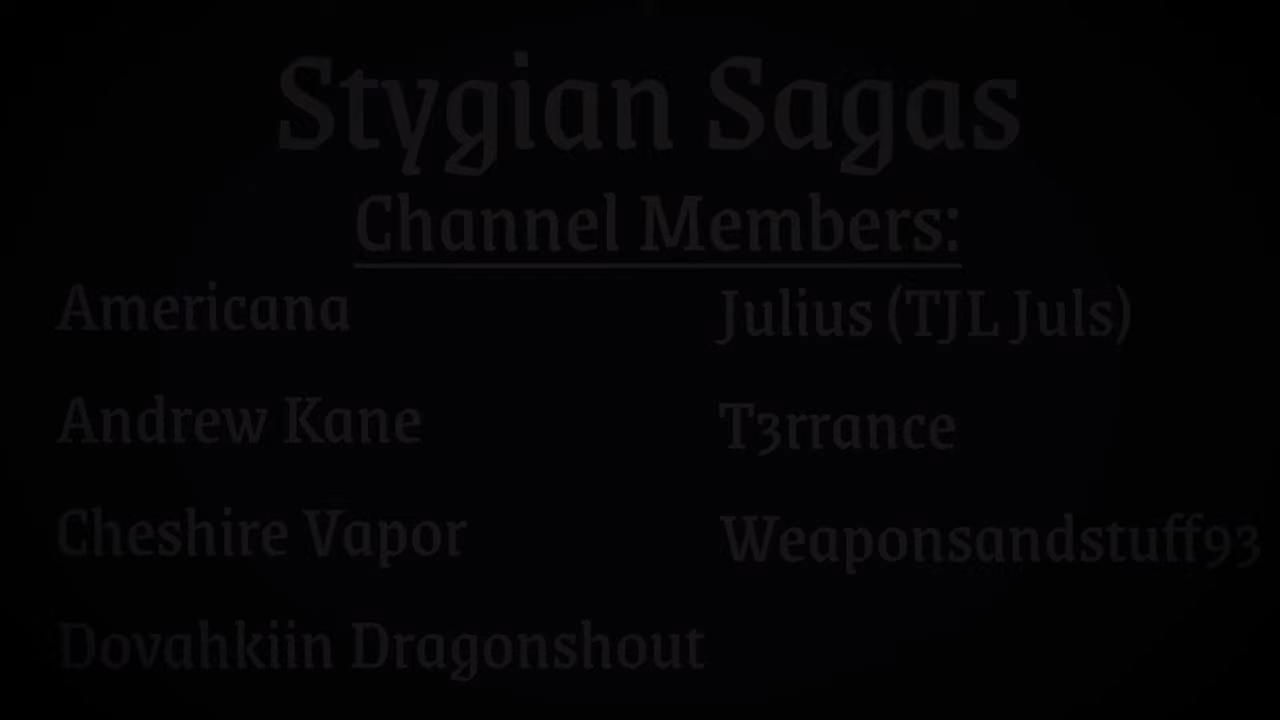 Stygian Sagas
Channel Members:
Americana
Andrew Kane
Cheshire Vapor
Dovahkiin Dragonshout
Julius (TJL Juls)
T3rrance
Weaponsandstuff93